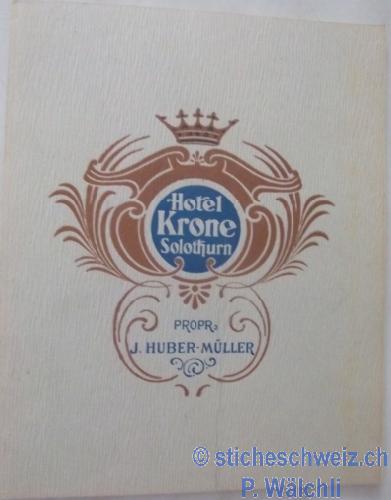 Hotel
Krone
Solothurn
PROPR.
J. HUBER-MÜLLER
© sticheschweiz.ch
P. Wälchli